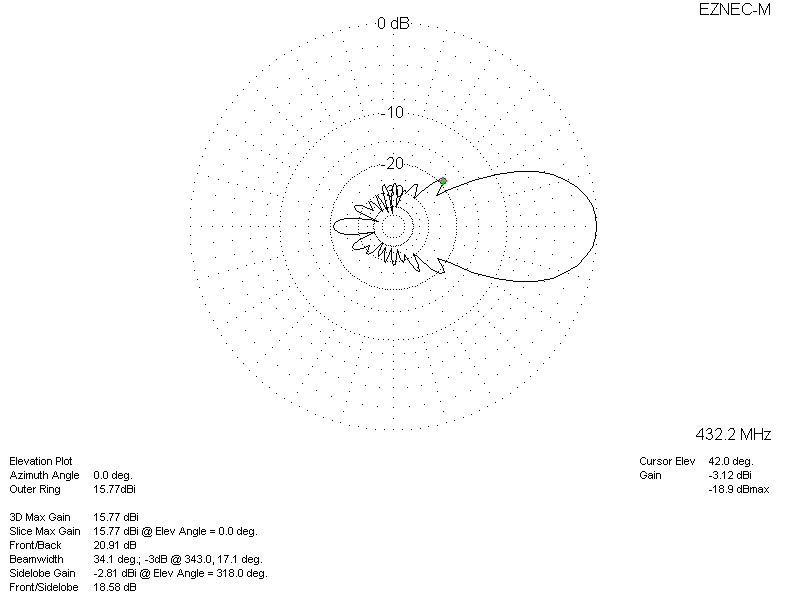 EZNEC-M
0 dB
-10
-20
-30
432.2 MHz
Elevation Plot
Azimuth Angle 0.0 deg.
Outer Ring 15.77dBi
Cursor Elev 42.0 deg.
Gain -3.12 dBi
-18.9 dBmax
3D Max Gain 15.77 dBi
Slice Max Gain 15.77 dBi @ Elev Angle = 0.0 deg.
Front/Back 20.91 dB
Beamwidth 34.1 deg.; -3dB @ 343.0, 17.1 deg.
Sidelobe Gain -2.81 dBi @ Elev Angle = 318.0 deg.
Front/Sidelobe 18.58 dB